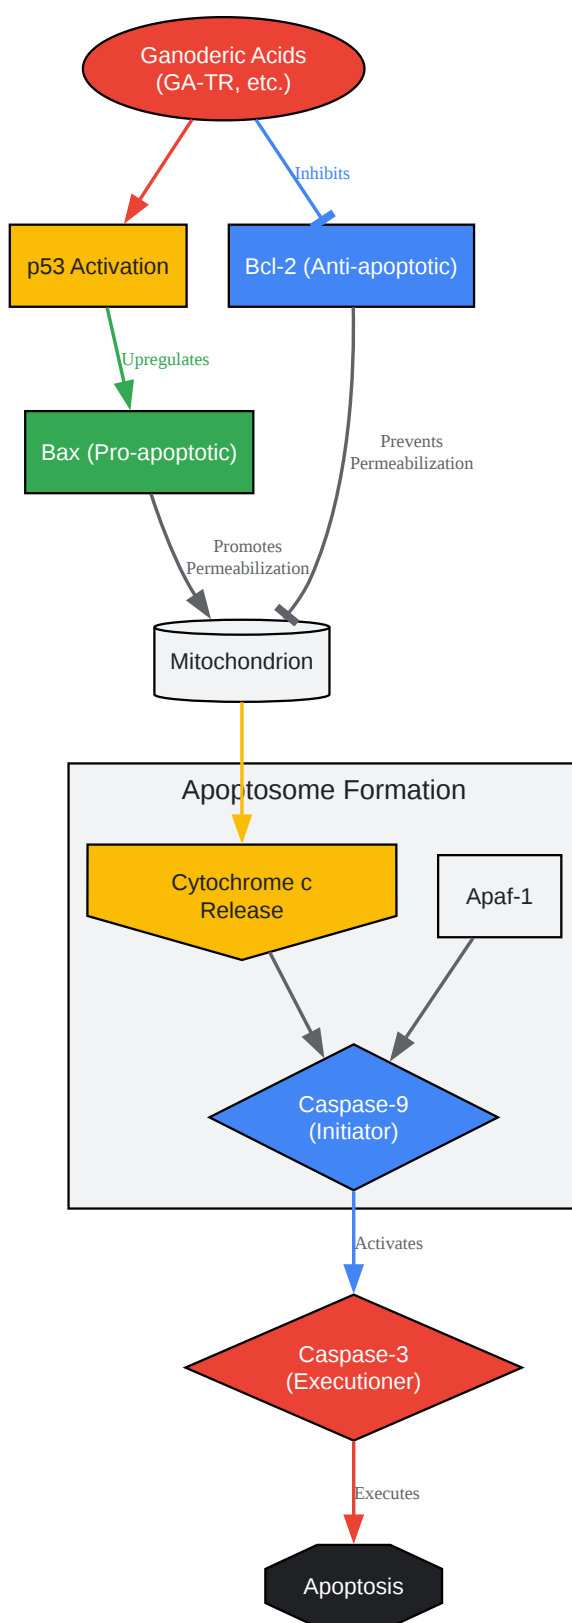 Ganoderic Acids
(GA-TR, etc.)
Inhibits
p53 Activation
Bcl-2 (Anti-apoptotic)
Upregulates
Bax (Pro-apoptotic)
Prevents
Permeabilization
Promotes
Permeabilization
Mitochondrion
Apoptosome Formation
Cytochrome c
Release
Apaf-1
Caspase-9
(Initiator)
Activates
Caspase-3
(Executioner)
Executes
Apoptosis